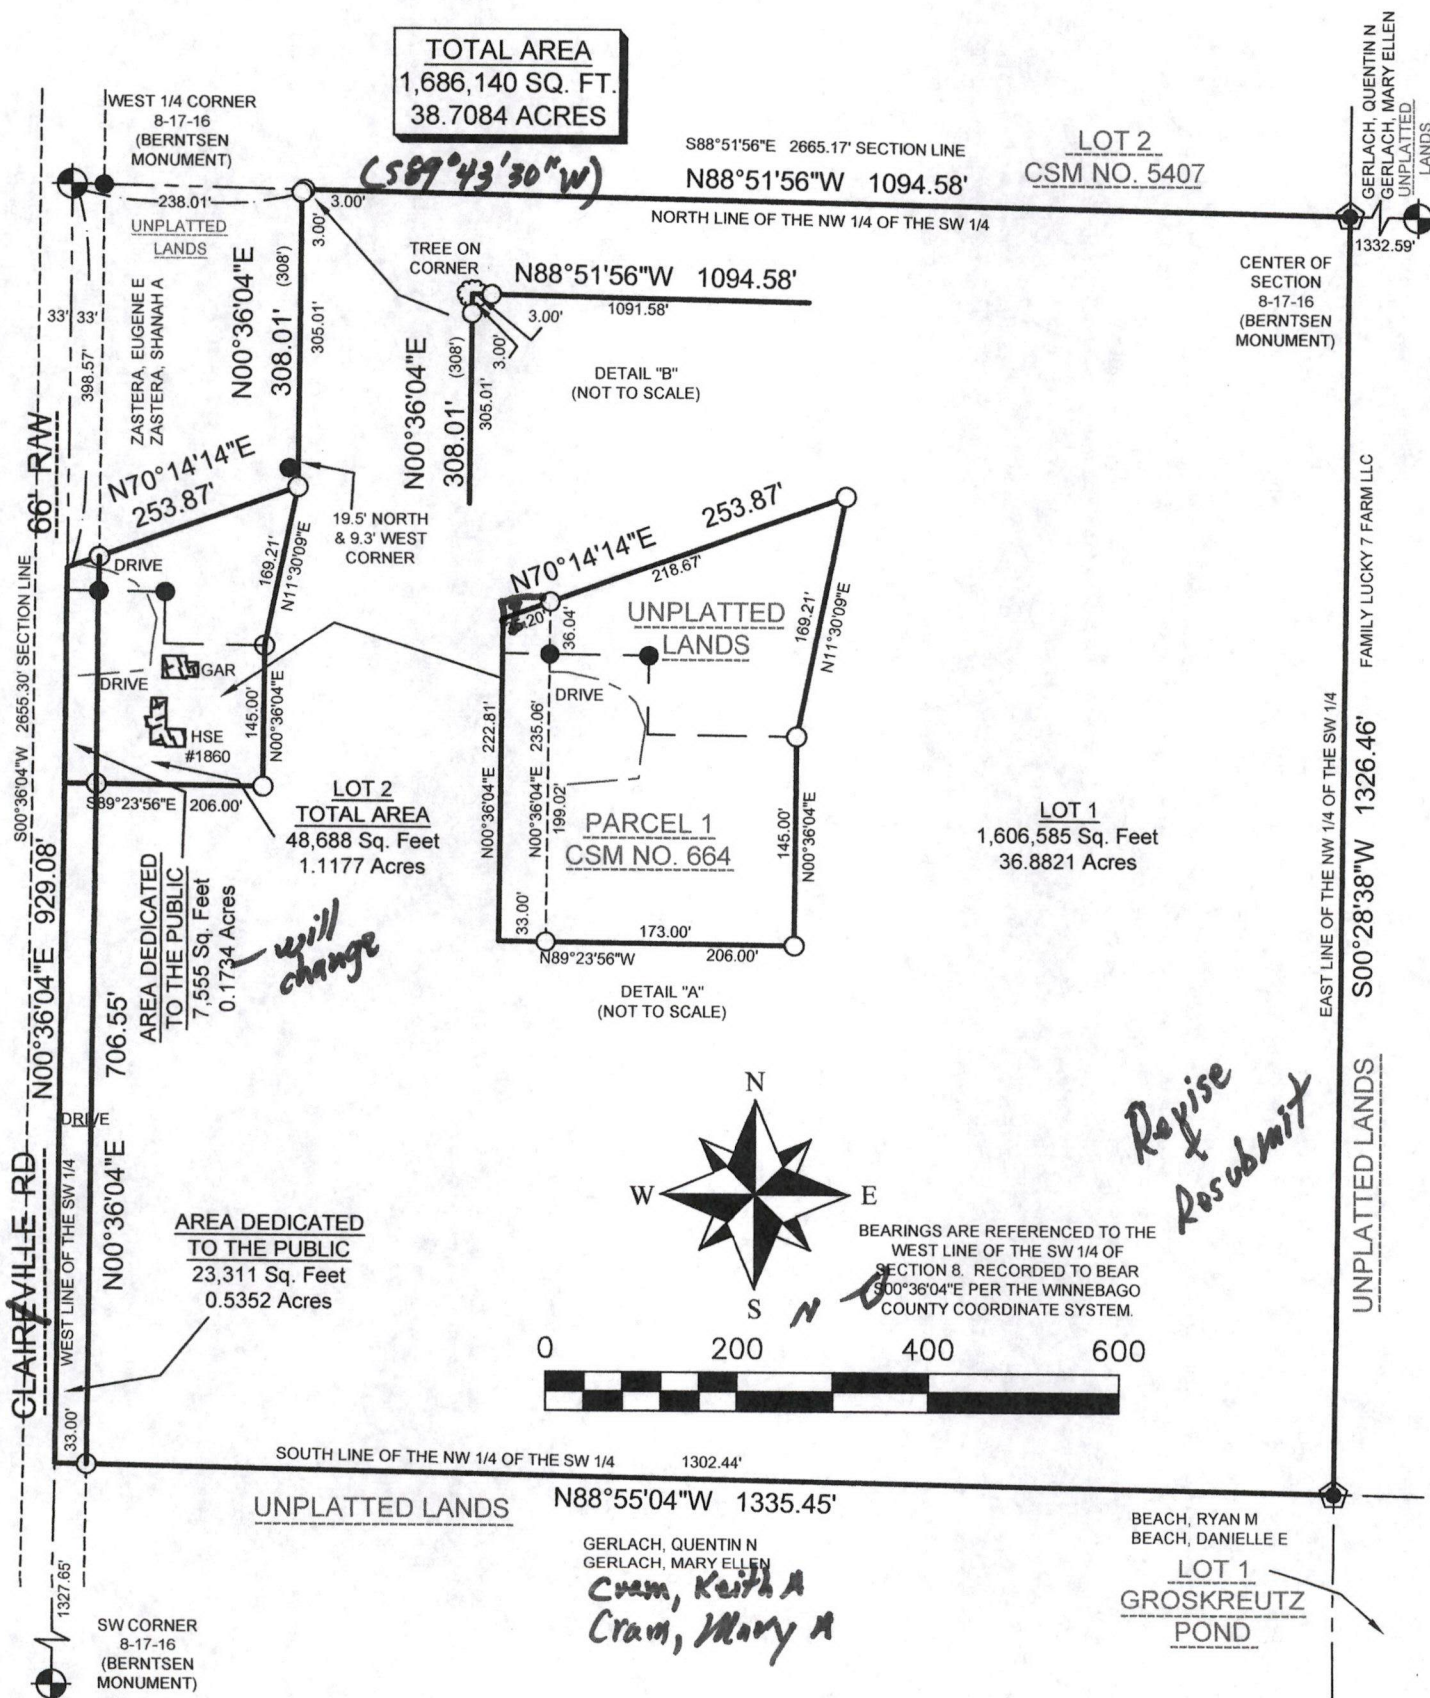 TOTAL AREA
1,686,140 SQ. FT.
38.7084 ACRES
WEST 1/4 CORNER
8-17-16
(BERNTSEN
MONUMENT)
(S89°43'30"W)
S88°51'56"E 2665.17' SECTION LINE
N88°51'56"W 1094.58'
NORTH LINE OF THE NW 1/4 OF THE SW 1/4
LOT 2
CSM NO. 5407
GERLACH, QUENTIN N
GERLACH, MARY ELLEN
UNPLATTED
LANDS
1332.59'
238.01'
UNPLATTED
LANDS
3.00'
3.00'
(308')
305.01'
N00°36'04"E
308.01'
ZASTERA, EUGENE E
ZASTERA, SHANAH A
33'
33'
398.57'
TREE ON
CORNER
N88°51'56"W 1094.58'
1091.58'
3.00'
3.00'
(308')
305.01'
N00°36'04"E
308.01'
DETAIL "B"
(NOT TO SCALE)
CENTER OF
SECTION
8-17-16
(BERNTSEN
MONUMENT)
66' R/W
N70°14'14"E
253.87'
19.5' NORTH
& 9.3' WEST
CORNER
169.21'
N11°30'09"E
DRIVE
DRIVE
GAR
HSE
#1860
145.00'
N00°36'04"E
S89°23'56"E 206.00'
S00°36'04"W 2655.30' SECTION LINE
N70°14'14"E
253.87'
218.67'
36.04'
UNPLATTED
LANDS
169.21'
N11°30'09"E
DRIVE
N00°36'04"E 222.81'
N00°36'04"E 235.06'
199.02'
PARCEL 1
CSM NO. 664
145.00'
N00°36'04"E
33.00'
173.00'
N89°23'56"W
206.00'
DETAIL "A"
(NOT TO SCALE)
LOT 2
TOTAL AREA
48,688 Sq. Feet
1.1177 Acres
AREA DEDICATED
TO THE PUBLIC
7,555 Sq. Feet
0.1734 Acres
will
change
LOT 1
1,606,585 Sq. Feet
36.8821 Acres
FAMILY LUCKY 7 FARM LLC
EAST LINE OF THE NW 1/4 OF THE SW 1/4
S00°28'38"W 1326.46'
UNPLATTED LANDS
N00°36'04"E 929.08'
N00°36'04"E 706.55'
DRIVE
CLAIREVILLE RD
WEST LINE OF THE SW 1/4
33.00'
AREA DEDICATED
TO THE PUBLIC
23,311 Sq. Feet
0.5352 Acres
N
W
E
S
Revise
&
Resubmit
BEARINGS ARE REFERENCED TO THE
WEST LINE OF THE SW 1/4 OF
SECTION 8. RECORDED TO BEAR
S00°36'04"E PER THE WINNEBAGO
COUNTY COORDINATE SYSTEM.
N
0 200 400 600
SOUTH LINE OF THE NW 1/4 OF THE SW 1/4 1302.44'
UNPLATTED LANDS
N88°55'04"W 1335.45'
GERLACH, QUENTIN N
GERLACH, MARY ELLEN
Cram, Keith A
Cram, Mary A
BEACH, RYAN M
BEACH, DANIELLE E
LOT 1
GROSKREUTZ
POND
1327.65'
SW CORNER
8-17-16
(BERNTSEN
MONUMENT)